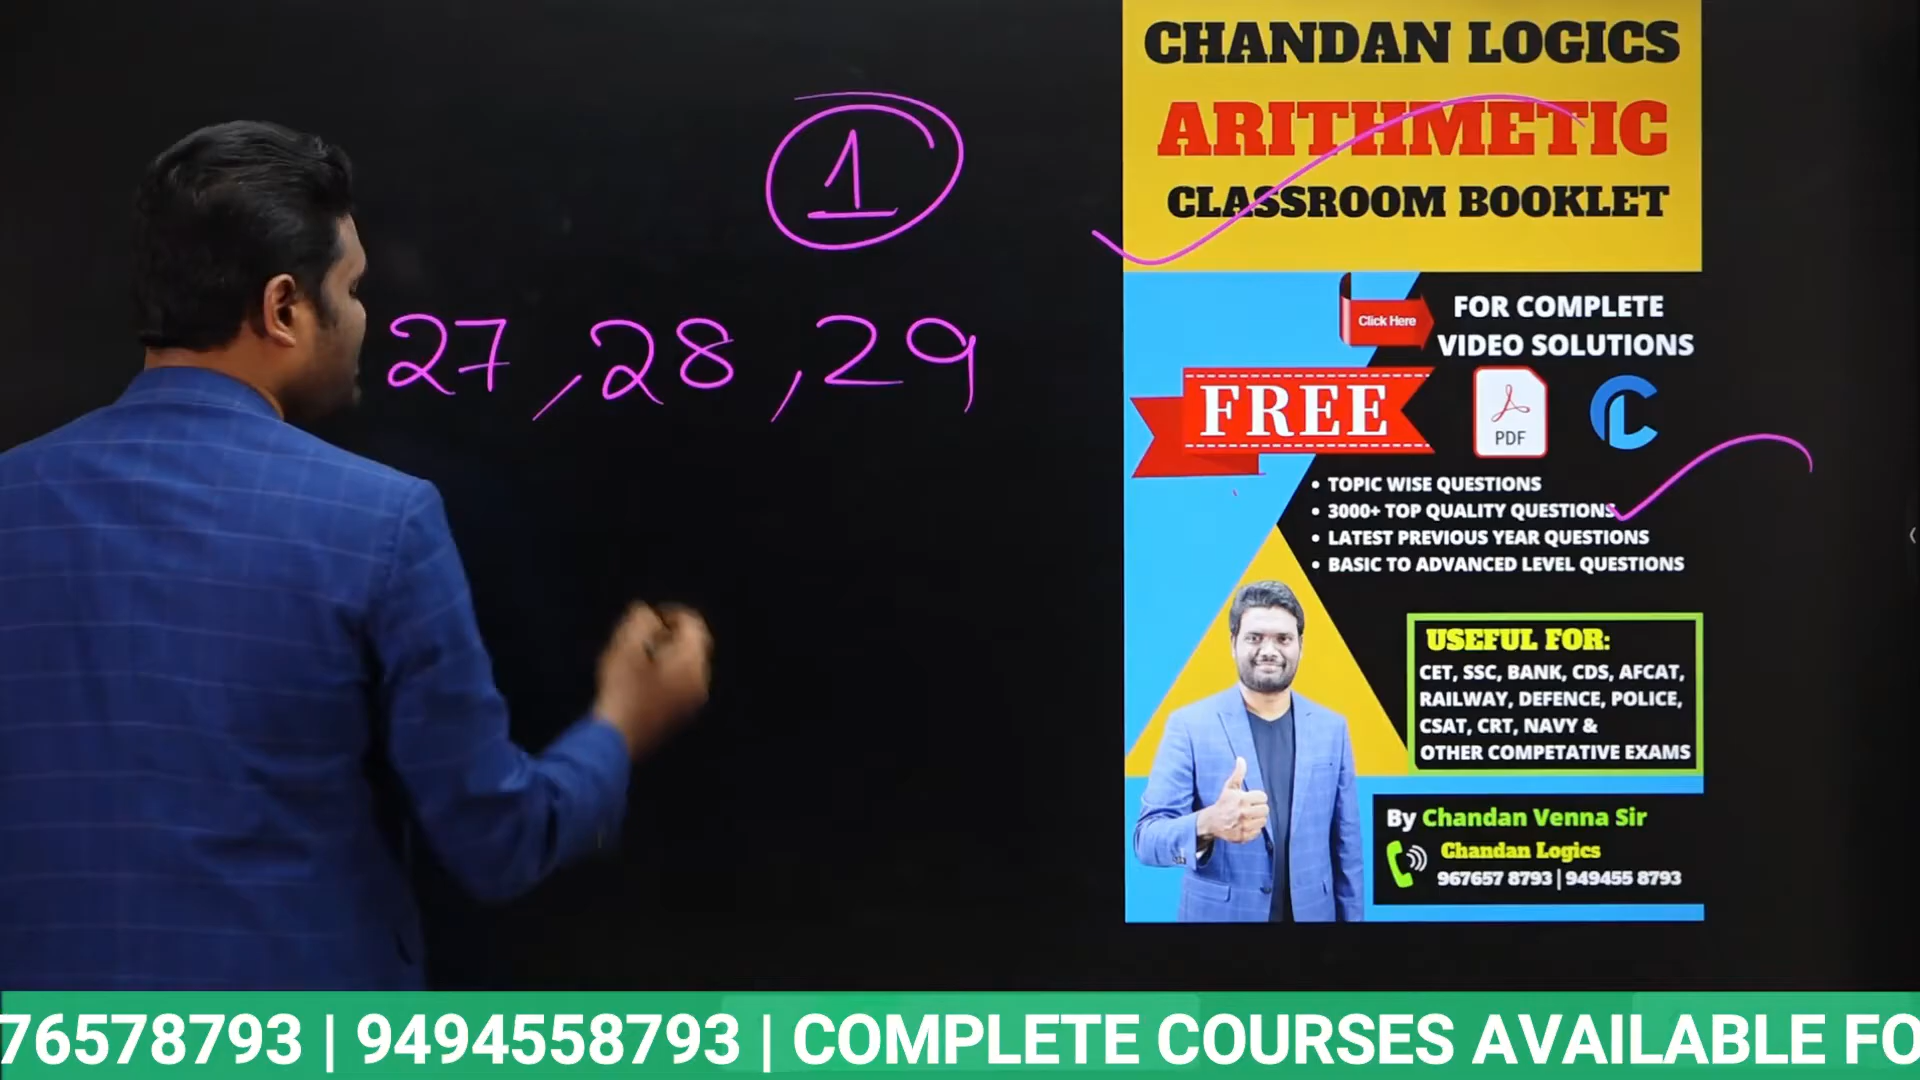 1
27, 28, 29
CHANDAN LOGICS
ARITHMETIC
CLASSROOM BOOKLET
Click Here
FOR COMPLETE
VIDEO SOLUTIONS
FREE
PDF
• TOPIC WISE QUESTIONS
• 3000+ TOP QUALITY QUESTIONS
• LATEST PREVIOUS YEAR QUESTIONS
• BASIC TO ADVANCED LEVEL QUESTIONS
USEFUL FOR:
CET, SSC, BANK, CDS, AFCAT,
RAILWAY, DEFENCE, POLICE,
CSAT, CRT, NAVY &
OTHER COMPETATIVE EXAMS
By Chandan Venna Sir
Chandan Logics
967657 8793 | 949455 8793
76578793 | 9494558793 | COMPLETE COURSES AVAILABLE FO